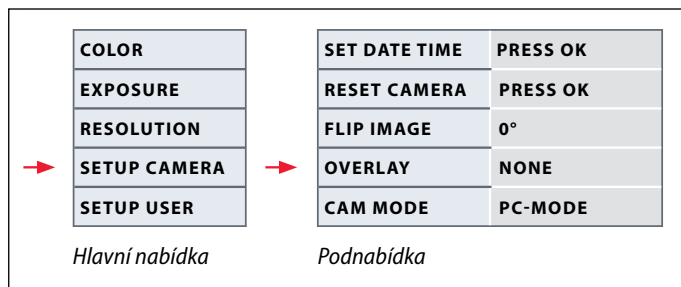 COLOR
EXPOSURE
RESOLUTION
SETUP CAMERA
SETUP USER
Hlavní nabídka
SET DATE TIME PRESS OK
RESET CAMERA PRESS OK
FLIP IMAGE 0°
OVERLAY NONE
CAM MODE PC-MODE
Podnabídka